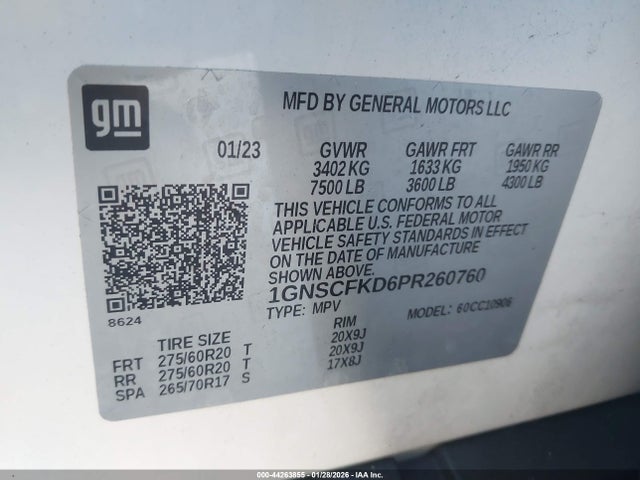 gm
MFD BY GENERAL MOTORS LLC
01/23
GVWR GAWR FRT GAWR RR
3402 KG 1633 KG 1950 KG
7500 LB 3600 LB 4300 LB
THIS VEHICLE CONFORMS TO ALL
APPLICABLE U.S. FEDERAL MOTOR
VEHICLE SAFETY STANDARDS IN EFFECT
ON THE DATE OF MANUFACTURE
SHOWN ABOVE.
1GNSCFKD6PR260760
TYPE: MPV MODEL: 60CC10906
8624
TIRE SIZE RIM
FRT 275/60R20 T 20X9J
RR 275/60R20 T 20X9J
SPA 265/70R17 S 17X8J
000-44263855 | 01/28/2026 - IAA Inc. |